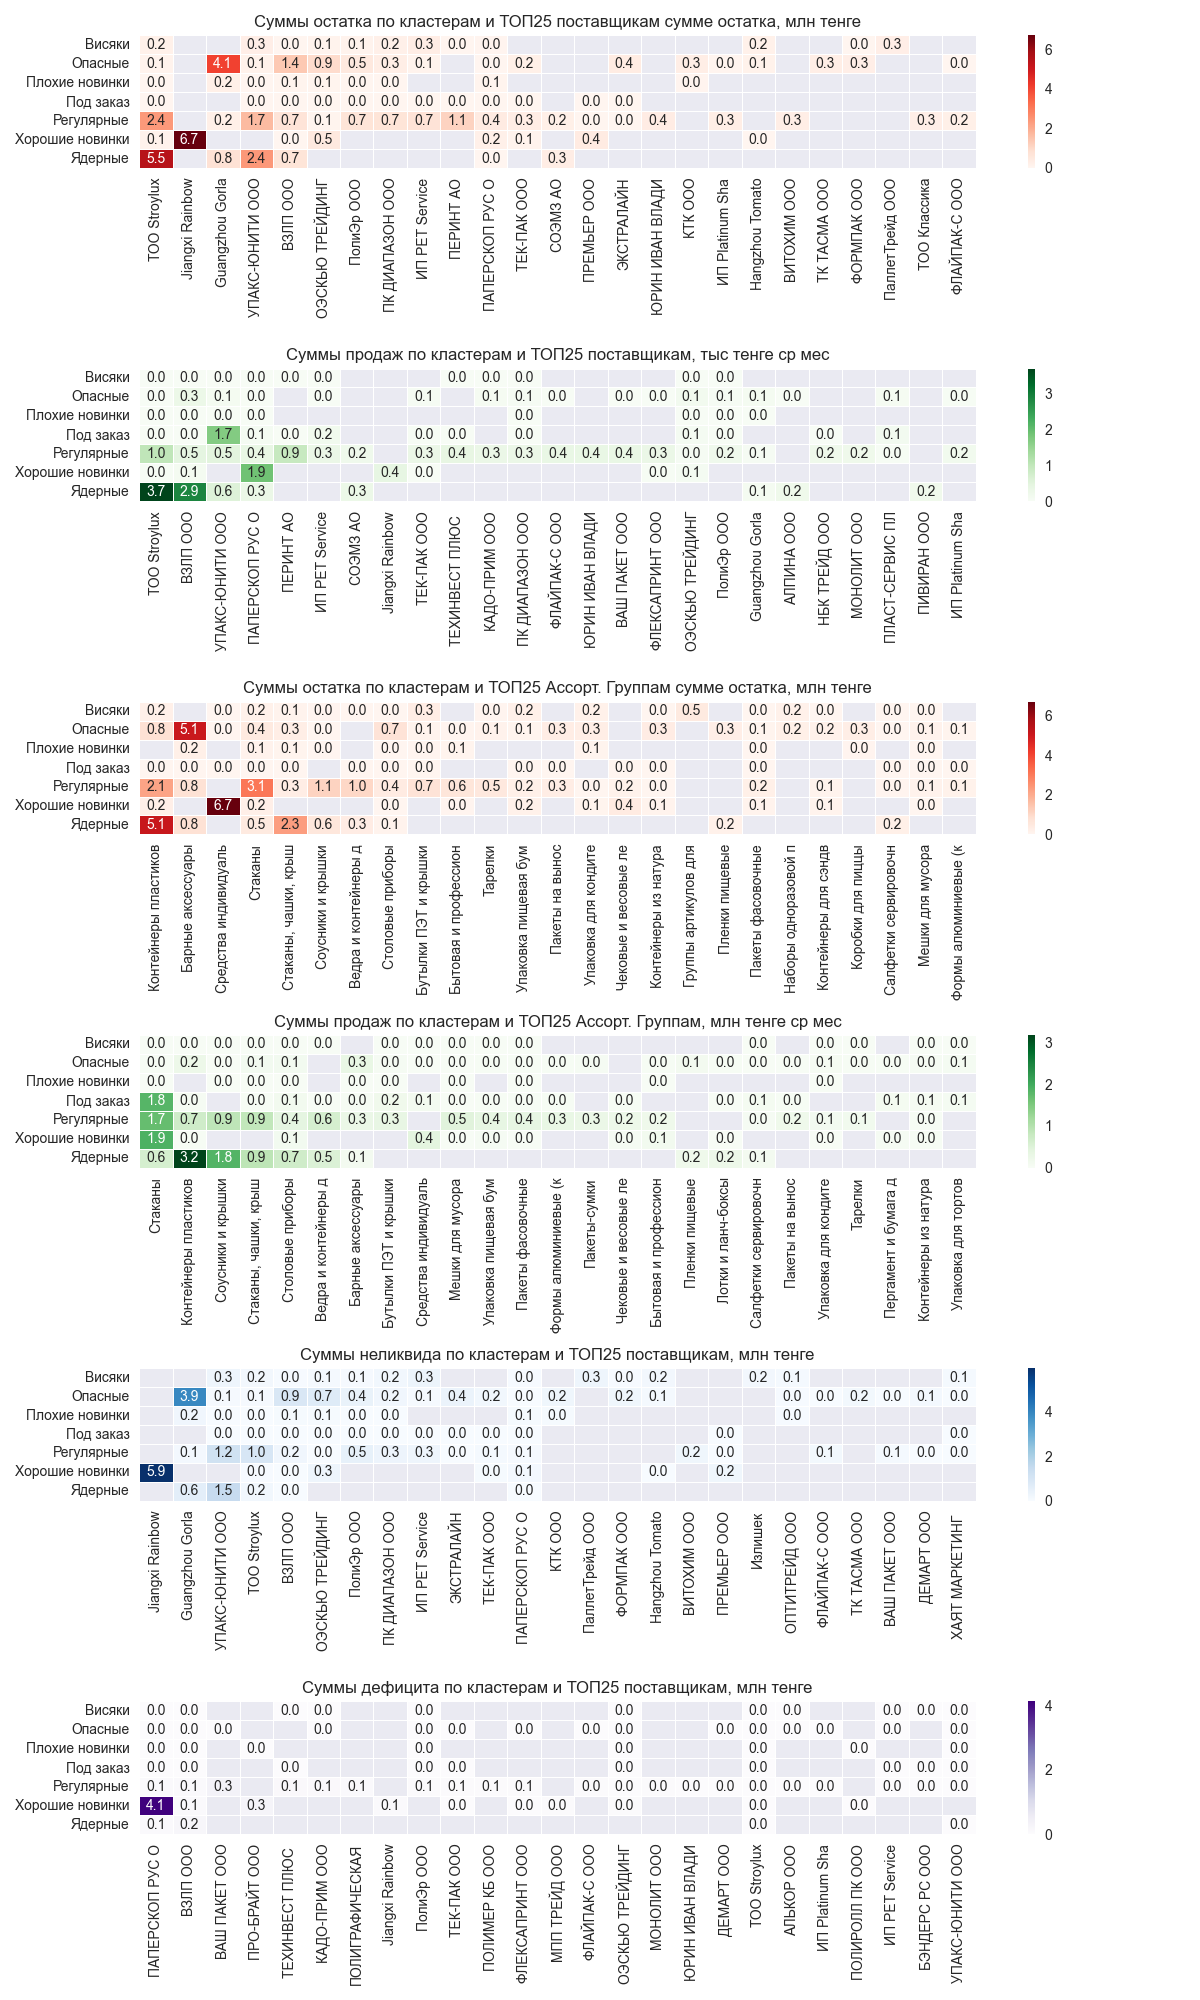 Суммы остатка по кластерам и ТОП25 поставщикам сумме остатка, млн тенге
Висяки 0.2 0.3 0.0 0.1 0.1 0.2 0.3 0.0 0.0 0.2 0.0 0.3
Опасные 0.1 4.1 0.1 1.4 0.9 0.5 0.3 0.1 0.0 0.2 0.4 0.3 0.0 0.1 0.3 0.3 0.0
Плохие новинки 0.0 0.2 0.0 0.1 0.1 0.0 0.0 0.1 0.0
Под заказ 0.0 0.0 0.0 0.0 0.0 0.0 0.0 0.0 0.0 0.0 0.0 0.0
Регулярные 2.4 0.2 1.7 0.7 0.1 0.7 0.7 0.7 1.1 0.4 0.3 0.2 0.0 0.0 0.4 0.3 0.3 0.3 0.2
Хорошие новинки 0.1 6.7 0.0 0.5 0.2 0.1 0.4 0.0
Ядерные 5.5 0.8 2.4 0.7 0.0 0.3
6
4
2
0
ТОО Stroylux
Jiangxi Rainbow
Guangzhou Gorla
УПАКС-ЮНИТИ ООО
ВЗЛП ООО
ОЭСКЬЮ ТРЕЙДИНГ
ПолиЭр ООО
ПК ДИАПАЗОН ООО
ИП РЕТ Service
ПЕРИНТ АО
ПАПЕРСКОП РУС О
ТЕК-ПАК ООО
СОЭМЗ АО
ПРЕМЬЕР ООО
ЭКСТРАЛАЙН
ЮРИН ИВАН ВЛАДИ
КТК ООО
ИП Platinum Sha
Hangzhou Tomato
ВИТОХИМ ООО
ТК ТАСМА ООО
ФОРМПАК ООО
ПаллетТрейд ООО
ТОО Классика
ФЛАЙПАК-С ООО
Суммы продаж по кластерам и ТОП25 поставщикам, тыс тенге ср мес
Висяки 0.0 0.0 0.0 0.0 0.0 0.0 0.0 0.0 0.0 0.0 0.0
Опасные 0.0 0.3 0.1 0.0 0.0 0.1 0.1 0.1 0.0 0.0 0.0 0.1 0.1 0.1 0.0 0.1 0.0
Плохие новинки 0.0 0.0 0.0 0.0 0.0 0.0 0.0 0.0
Под заказ 0.0 0.0 1.7 0.1 0.0 0.2 0.0 0.0 0.0 0.1 0.0 0.0 0.1
Регулярные 1.0 0.5 0.5 0.4 0.9 0.3 0.2 0.3 0.4 0.3 0.3 0.4 0.4 0.4 0.3 0.0 0.2 0.1 0.2 0.2 0.0 0.2
Хорошие новинки 0.0 0.1 1.9 0.4 0.0 0.0 0.1
Ядерные 3.7 2.9 0.6 0.3 0.3 0.1 0.2 0.2
3
2
1
0
ТОО Stroylux
ВЗЛП ООО
УПАКС-ЮНИТИ ООО
ПАПЕРСКОП РУС О
ПЕРИНТ АО
ИП РЕТ Service
СОЭМЗ АО
Jiangxi Rainbow
ТЕК-ПАК ООО
ТЕХИНВЕСТ ПЛЮС
КАДО-ПРИМ ООО
ПК ДИАПАЗОН ООО
ФЛАЙПАК-С ООО
ЮРИН ИВАН ВЛАДИ
ВАШ ПАКЕТ ООО
ФЛЕКСАПРИНТ ООО
ОЭСКЬЮ ТРЕЙДИНГ
ПолиЭр ООО
Guangzhou Gorla
АЛПИНА ООО
НБК ТРЕЙД ООО
МОНОЛИТ ООО
ПЛАСТ-СЕРВИС ПЛ
ПИВИРАН ООО
ИП Platinum Sha
Суммы остатка по кластерам и ТОП25 Ассорт. Группам сумме остатка, млн тенге
Висяки 0.2 0.0 0.2 0.1 0.0 0.0 0.0 0.3 0.0 0.2 0.2 0.0 0.5 0.0 0.2 0.0 0.0 0.0
Опасные 0.8 5.1 0.0 0.4 0.3 0.0 0.7 0.1 0.0 0.1 0.1 0.3 0.3 0.3 0.3 0.1 0.2 0.2 0.3 0.0 0.1 0.1
Плохие новинки 0.2 0.1 0.1 0.0 0.0 0.0 0.1 0.1 0.0 0.0 0.0
Под заказ 0.0 0.0 0.0 0.0 0.0 0.0 0.0 0.0 0.0 0.0 0.0 0.0 0.0 0.0 0.0 0.0
Регулярные 2.1 0.8 3.1 0.3 1.1 1.0 0.4 0.7 0.6 0.5 0.2 0.3 0.0 0.2 0.0 0.2 0.1 0.0 0.1 0.1
Хорошие новинки 0.2 6.7 0.2 0.0 0.0 0.2 0.1 0.4 0.1 0.1 0.1 0.0
Ядерные 5.1 0.8 0.5 2.3 0.6 0.3 0.1 0.2 0.2
6
4
2
0
Контейнеры пластиков
Барные аксессуары
Средства индивидуаль
Стаканы
Стаканы, чашки, крыш
Соусники и крышки
Ведра и контейнеры д
Столовые приборы
Бутылки ПЭТ и крышки
Бытовая и профессион
Тарелки
Упаковка пищевая бум
Пакеты на вынос
Упаковка для кондите
Чековые и весовые ле
Контейнеры из натура
Группы артикулов для
Пленки пищевые
Пакеты фасовочные
Наборы одноразовой п
Контейнеры для сэндв
Коробки для пиццы
Салфетки сервировочн
Мешки для мусора
Формы алюминиевые (к
Суммы продаж по кластерам и ТОП25 Ассорт. Группам, млн тенге ср мес
Висяки 0.0 0.0 0.0 0.0 0.0 0.0 0.0 0.0 0.0 0.0 0.0 0.0 0.0 0.0 0.0 0.0
Опасные 0.0 0.2 0.0 0.1 0.1 0.3 0.0 0.0 0.0 0.0 0.0 0.0 0.0 0.0 0.1 0.0 0.0 0.0 0.1 0.0 0.0 0.0 0.1
Плохие новинки 0.0 0.0 0.0 0.0 0.0 0.0 0.0 0.0 0.0 0.0
Под заказ 1.8 0.0 0.0 0.1 0.0 0.0 0.2 0.1 0.0 0.0 0.0 0.0 0.0 0.0 0.1 0.0 0.1 0.1 0.1
Регулярные 1.7 0.7 0.9 0.9 0.4 0.6 0.3 0.3 0.5 0.4 0.4 0.3 0.3 0.2 0.2 0.0 0.2 0.1 0.1 0.0
Хорошие новинки 1.9 0.0 0.1 0.4 0.0 0.0 0.0 0.0 0.1 0.0 0.0 0.0 0.0
Ядерные 0.6 3.2 1.8 0.9 0.7 0.5 0.1 0.2 0.2 0.1
3
2
1
0
Стаканы
Контейнеры пластиков
Соусники и крышки
Стаканы, чашки, крыш
Столовые приборы
Ведра и контейнеры д
Барные аксессуары
Бутылки ПЭТ и крышки
Средства индивидуаль
Мешки для мусора
Упаковка пищевая бум
Пакеты фасовочные
Формы алюминиевые (к
Пакеты-сумки
Чековые и весовые ле
Бытовая и профессион
Пленки пищевые
Лотки и ланч-боксы
Салфетки сервировочн
Пакеты на вынос
Упаковка для кондите
Тарелки
Пергамент и бумага д
Контейнеры из натура
Упаковка для тортов
Суммы неликвида по кластерам и ТОП25 поставщикам, млн тенге
Висяки 0.3 0.2 0.0 0.1 0.1 0.2 0.3 0.0 0.3 0.0 0.2 0.2 0.1 0.1
Опасные 3.9 0.1 0.1 0.9 0.7 0.4 0.2 0.1 0.4 0.2 0.0 0.2 0.2 0.1 0.0 0.0 0.2 0.0 0.1 0.0
Плохие новинки 0.2 0.0 0.0 0.1 0.1 0.0 0.0 0.1 0.0 0.0
Под заказ 0.0 0.0 0.0 0.0 0.0 0.0 0.0 0.0 0.0 0.0 0.0 0.0
Регулярные 0.1 1.2 1.0 0.2 0.0 0.5 0.3 0.3 0.0 0.1 0.1 0.2 0.0 0.1 0.1 0.0 0.0
Хорошие новинки 5.9 0.0 0.0 0.3 0.0 0.1 0.0 0.2
Ядерные 0.6 1.5 0.2 0.0 0.0
4
2
0
Jiangxi Rainbow
Guangzhou Gorla
УПАКС-ЮНИТИ ООО
ТОО Stroylux
ВЗЛП ООО
ОЭСКЬЮ ТРЕЙДИНГ
ПолиЭр ООО
ПК ДИАПАЗОН ООО
ИП РЕТ Service
ЭКСТРАЛАЙН
ТЕК-ПАК ООО
ПАПЕРСКОП РУС О
КТК ООО
ПаллетТрейд ООО
ФОРМПАК ООО
Hangzhou Tomato
ВИТОХИМ ООО
ПРЕМЬЕР ООО
Излишек
ОПТИТРЕЙД ООО
ФЛАЙПАК-С ООО
ТК ТАСМА ООО
ВАШ ПАКЕТ ООО
ДЕМАРТ ООО
ХАЯТ МАРКЕТИНГ
Суммы дефицита по кластерам и ТОП25 поставщикам, млн тенге
Висяки 0.0 0.0 0.0 0.0 0.0 0.0 0.0 0.0 0.0 0.0 0.0
Опасные 0.0 0.0 0.0 0.0 0.0 0.0 0.0 0.0 0.0 0.0 0.0 0.0 0.0 0.0 0.0
Плохие новинки 0.0 0.0 0.0 0.0 0.0 0.0 0.0 0.0
Под заказ 0.0 0.0 0.0 0.0 0.0 0.0 0.0 0.0 0.0 0.0
Регулярные 0.1 0.1 0.3 0.1 0.1 0.1 0.1 0.1 0.1 0.1 0.0 0.0 0.0 0.0 0.0 0.0 0.0 0.0 0.0 0.0 0.0
Хорошие новинки 4.1 0.1 0.3 0.1 0.0 0.0 0.0 0.0 0.0 0.0
Ядерные 0.1 0.2 0.0 0.0
4
2
0
ПАПЕРСКОП РУС О
ВЗЛП ООО
ВАШ ПАКЕТ ООО
ПРО-БРАЙТ ООО
ТЕХИНВЕСТ ПЛЮС
КАДО-ПРИМ ООО
ПОЛИГРАФИЧЕСКАЯ
Jiangxi Rainbow
ПолиЭр ООО
ТЕК-ПАК ООО
ПОЛИМЕР КБ ООО
ФЛЕКСАПРИНТ ООО
МПП ТРЕЙД ООО
ФЛАЙПАК-С ООО
ОЭСКЬЮ ТРЕЙДИНГ
МОНОЛИТ ООО
ЮРИН ИВАН ВЛАДИ
ДЕМАРТ ООО
ТОО Stroylux
АЛЬКОР ООО
ИП Platinum Sha
ПОЛИРОЛЛ ПК ООО
ИП РЕТ Service
БЭНДЕРС РС ООО
УПАКС-ЮНИТИ ООО